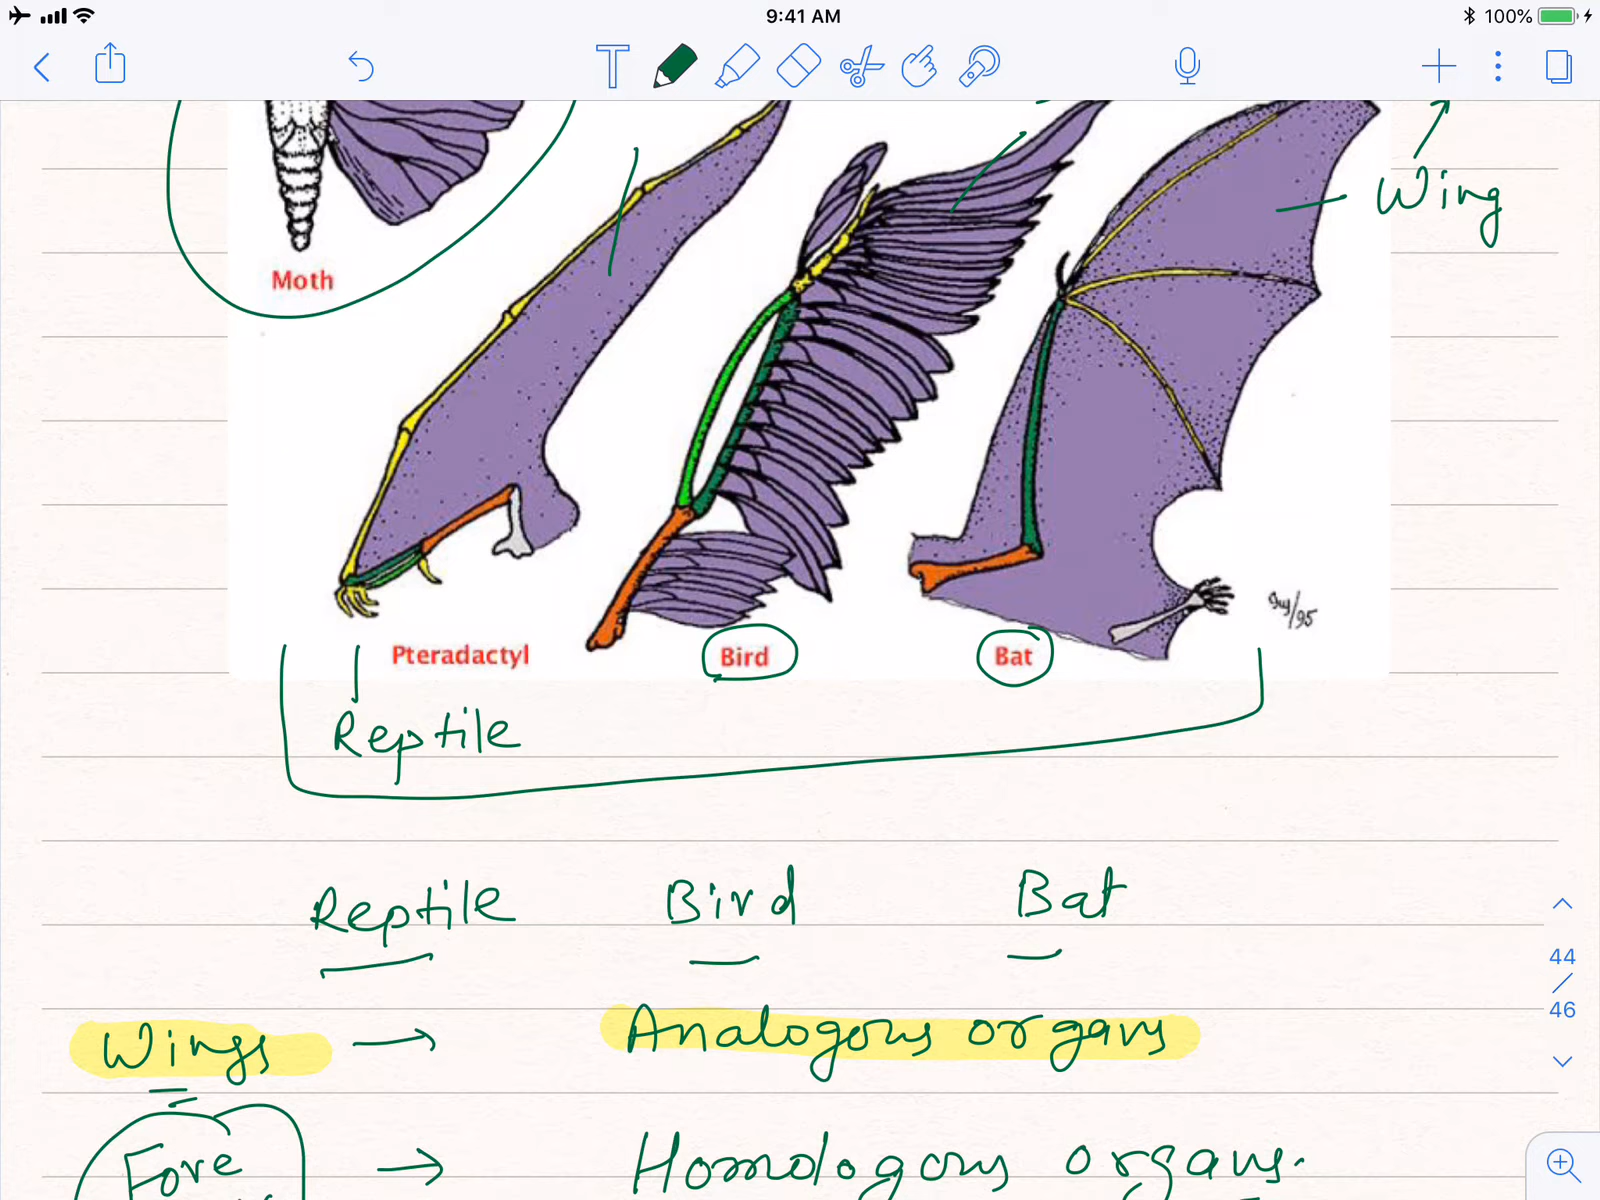 9:41 AM
100%
T
Wing
Moth
Pteradactyl
Bird
Bat
Reptile
Reptile Bird Bat
44
46
Wings → Analogous organs
Fore → Homologous organs.